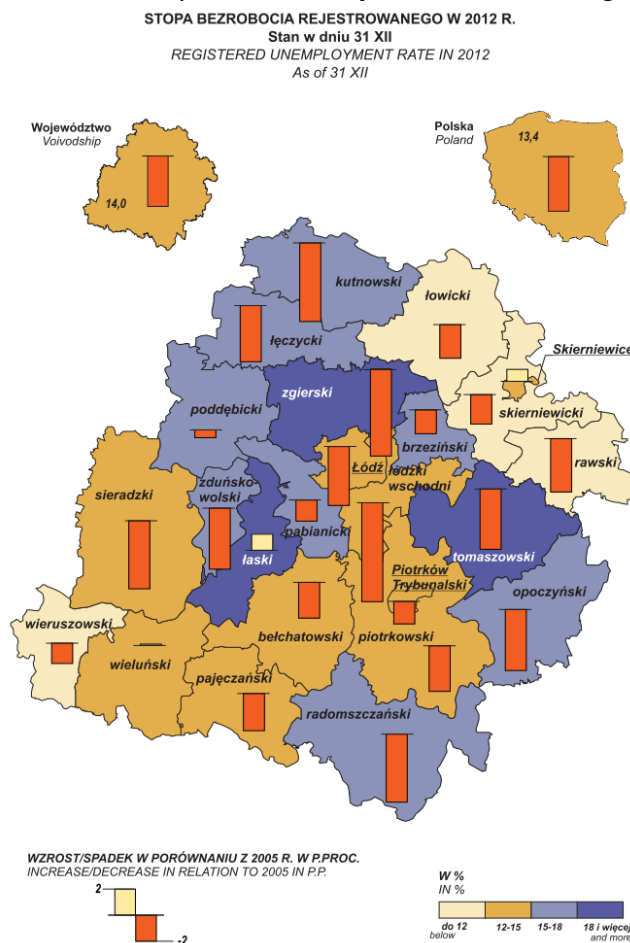 STOPA BEZROBOCIA REJESTROWANEGO W 2012 R.
Stan w dniu 31 XII
REGISTERED UNEMPLOYMENT RATE IN 2012
As of 31 XII
Województwo
Voivodship
14,0
Polska
Poland
13,4
kutnowski
łowicki
łęczycki
Skierniewice
zgierski
poddębicki
skierniewicki
brzeziński
rawski
Łódź
łódzki
wschodni
sieradzki
zduńsko
wolski
pabianicki
łaski
tomaszowski
Piotrków
Trybunalski
opoczyński
wieruszowski
bełchatowski
piotrkowski
wieluński
pajęczański
radomszczański
WZROST/SPADEK W PORÓWNANIU Z 2005 R. W P.PROC.
INCREASE/DECREASE IN RELATION TO 2005 IN P.P.
2
-2
W %
IN %
do 12 12-15 15-18 18 i więcej
below and more